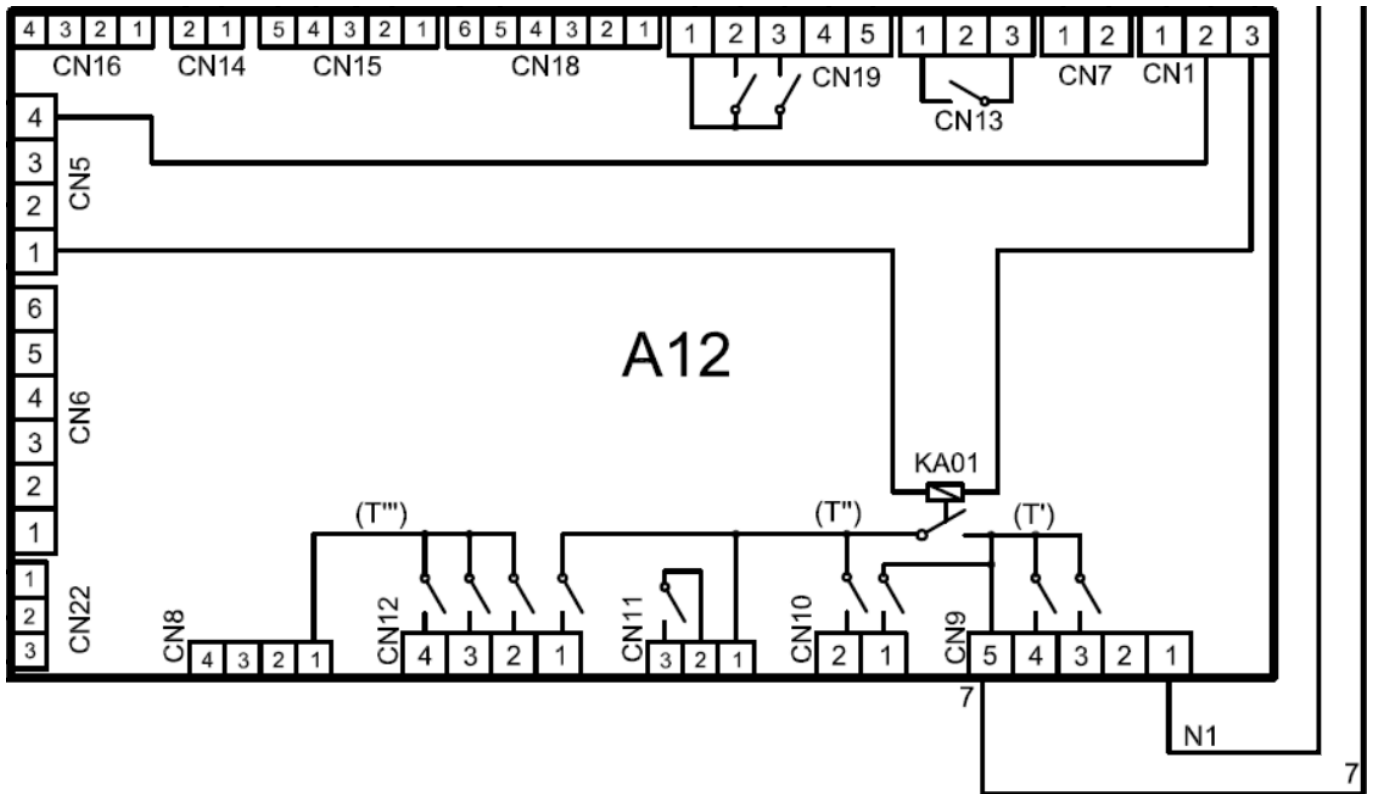 4 3 2 1 2 1 5 4 3 2 1 6 5 4 3 2 1 1 2 3 4 5 1 2 3 1 2 1 2 3
CN16 CN14 CN15 CN18 CN19 CN13 CN7 CN1
4
3
2
1
CN5
6
5
4
3
2
1
CN6
A12
KA01
(T''') (T'') (T')
1
2
3
CN22
CN8 4 3 2 1
CN12 4 3 2 1
CN11 3 2 1
CN10 2 1
CN9 5 4 3 2 1
7
N1
7